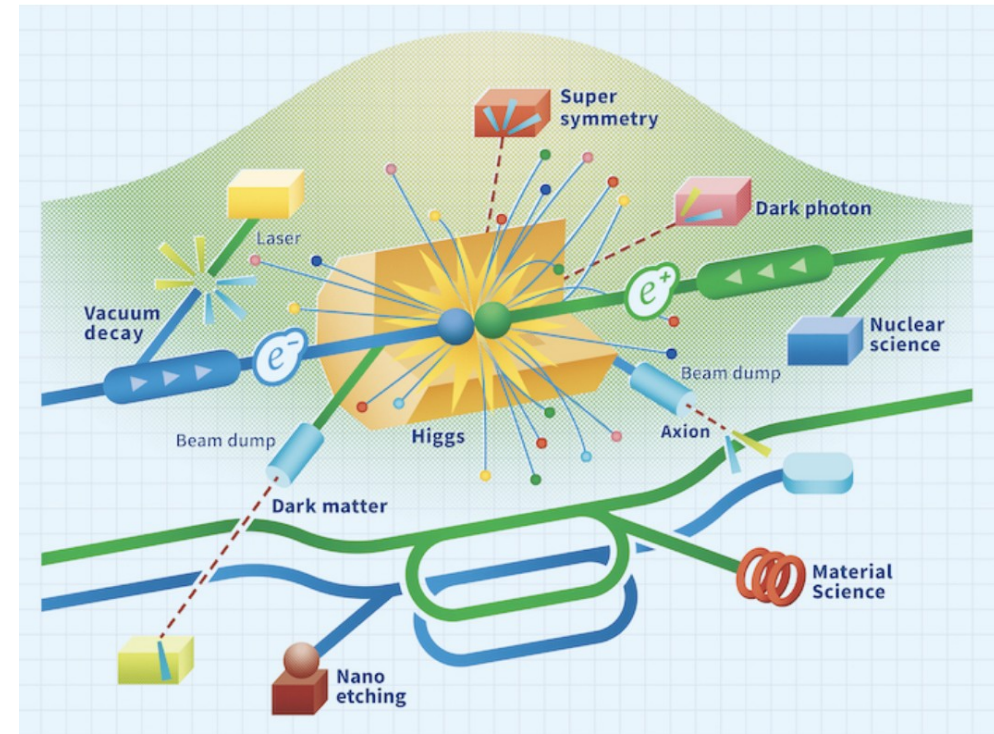 Super
symmetry
Dark photon
Laser
e+
Vacuum
decay
Nuclear
science
e-
Beam dump
Axion
Higgs
Beam dump
Dark matter
Material
Science
Nano
etching